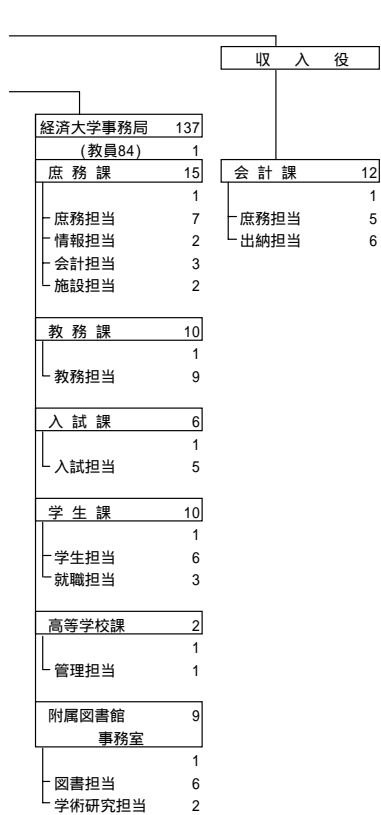 収 入 役
経済大学事務局 137
(教員84) 1
庶 務 課 15
1
庶務担当 7
情報担当 2
会計担当 3
施設担当 2
教 務 課 10
1
教務担当 9
入 試 課 6
1
入試担当 5
学 生 課 10
1
学生担当 6
就職担当 3
高等学校課 2
1
管理担当 1
附属図書館 9
事務室
1
図書担当 6
学術研究担当 2
会 計 課 12
1
庶務担当 5
出納担当 6